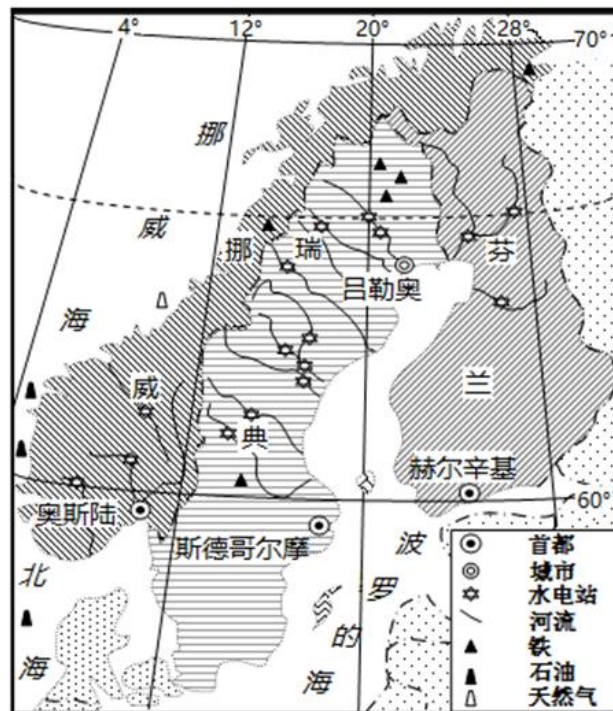 4° 12° 20° 28° 70°
挪
威
海
挪
瑞
芬
吕勒奥
威
典
兰
赫尔辛基
60°
奥斯陆
斯德哥尔摩
北
海
波
罗
的
海
首都
城市
水电站
河流
铁
石油
天然气